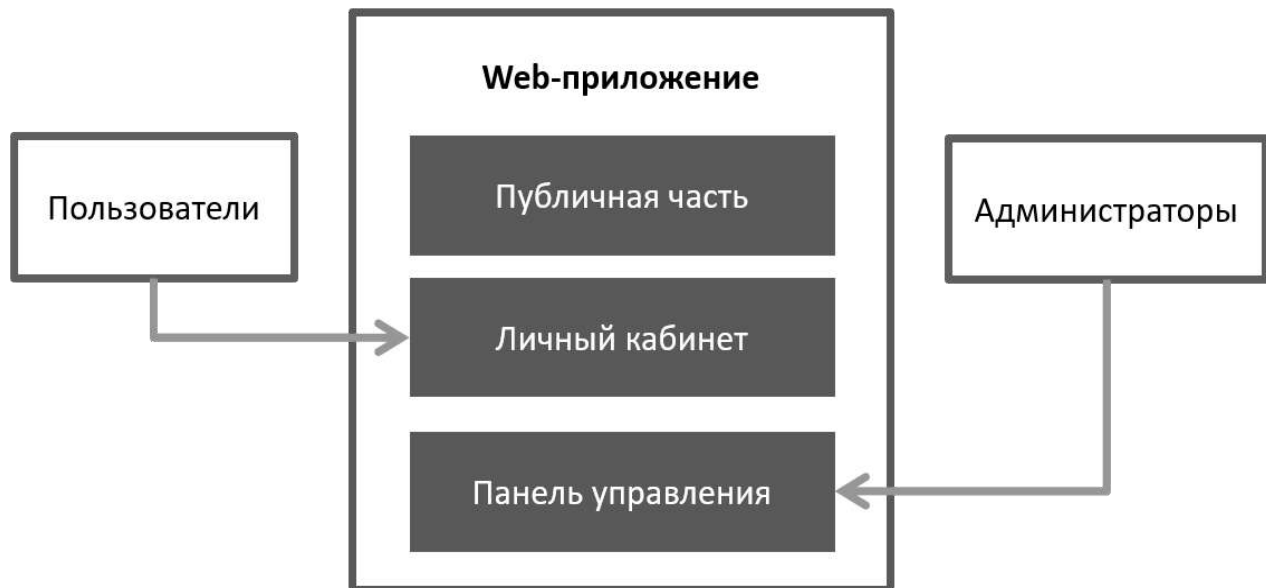 Web-приложение
Пользователи
Публичная часть
Администраторы
Личный кабинет
Панель управления